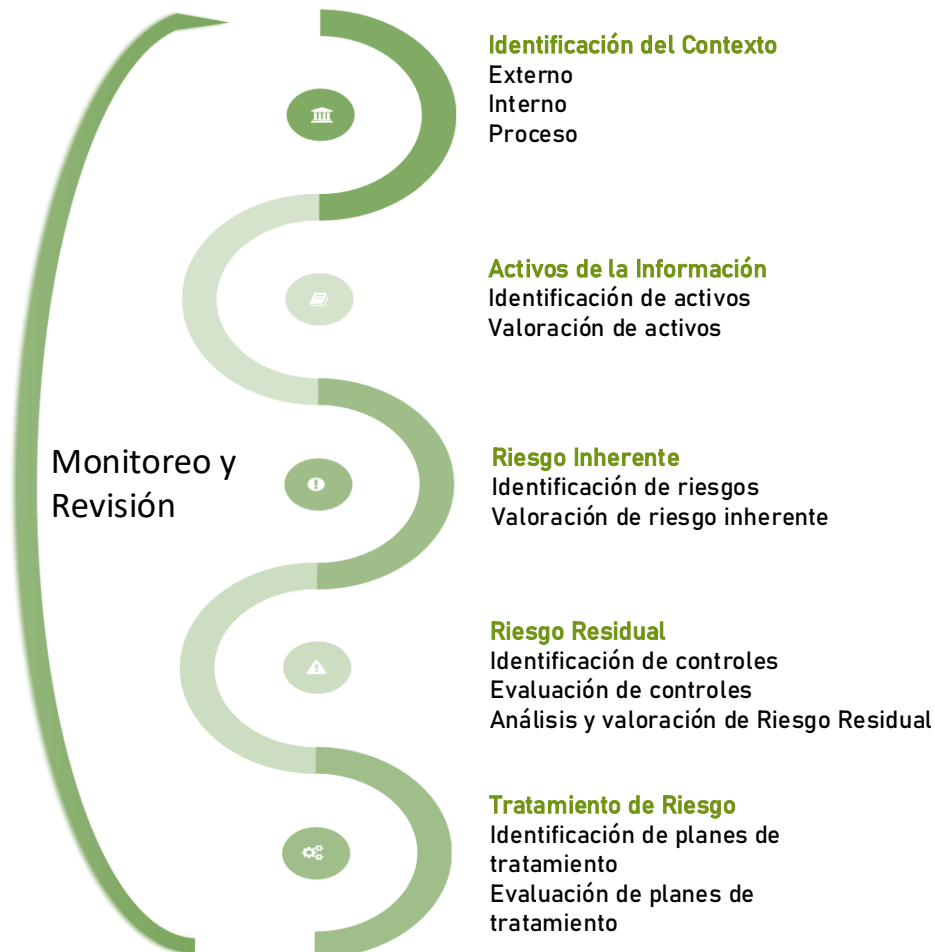 Identificación del Contexto
Externo
Interno
Proceso
Activos de la Información
Identificación de activos
Valoración de activos
Monitoreo y
Revisión
Riesgo Inherente
Identificación de riesgos
Valoración de riesgo inherente
Riesgo Residual
Identificación de controles
Evaluación de controles
Análisis y valoración de Riesgo Residual
Tratamiento de Riesgo
Identificación de planes de
tratamiento
Evaluación de planes de
tratamiento